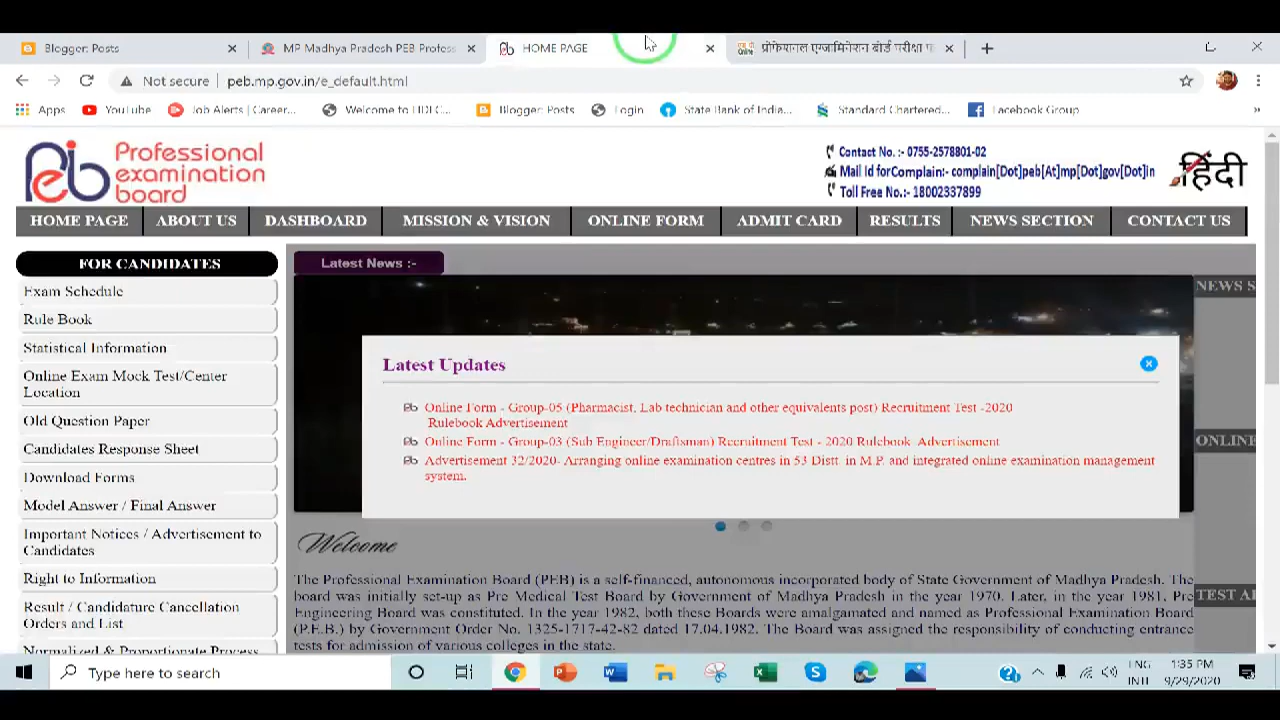 Blogger: Posts
MP Madhya Pradesh PEB Profess
HOME PAGE
प्रोफेशनल एग्जामिनेशन बोर्ड परीक्षा
Not secure
peb.mp.gov.in/e_default.html
Apps
YouTube
Job Alerts | Career...
Welcome to HDFC...
Blogger: Posts
Login
State Bank of India...
Standard Chartered...
Facebook Group
»
peb
Professional
examination
board
Contact No. :- 0755-2578801-02
Mail Id forComplain:- complain[Dot]peb[At]mp[Dot]gov[Dot]In
Toll Free No.:- 18002337899
हिंदी
HOME PAGE
ABOUT US
DASHBOARD
MISSION & VISION
ONLINE FORM
ADMIT CARD
RESULTS
NEWS SECTION
CONTACT US
FOR CANDIDATES
Exam Schedule
Rule Book
Statistical Information
Online Exam Mock Test/Center
Location
Old Question Paper
Candidates Response Sheet
Download Forms
Model Answer / Final Answer
Important Notices / Advertisement to
Candidates
Right to Information
Result / Candidature Cancellation
Orders and List
Normalized & Proportionate Process
Latest News :-
NEWS S
Latest Updates
Online Form - Group-05 (Pharmacist, Lab technician and other equivalents post) Recruitment Test -2020
Rulebook Advertisement
Online Form - Group-03 (Sub Engineer/Draftsman) Recruitment Test - 2020 Rulebook Advertisement
Advertisement 32/2020- Arranging online examination centres in 53 Distt in M.P. and integrated online examination management
system.
ONLINE
TEST AD
Welcome
The Professional Examination Board (PEB) is a self-financed, autonomous incorporated body of State Government of Madhya Pradesh. The
board was initially set-up as Pre Medical Test Board by Government of Madhya Pradesh in the year 1970. Later, in the year 1981, Pre
Engineering Board was constituted. In the year 1982, both these Boards were amalgamated and named as Professional Examination Board
(P.E.B.) by Government Order No. 1325-1717-42-82 dated 17.04.1982. The Board was assigned the responsibility of conducting entrance
tests for admission of various colleges in the state.
Type here to search
ENG
INTL
1:35 PM
9/29/2020